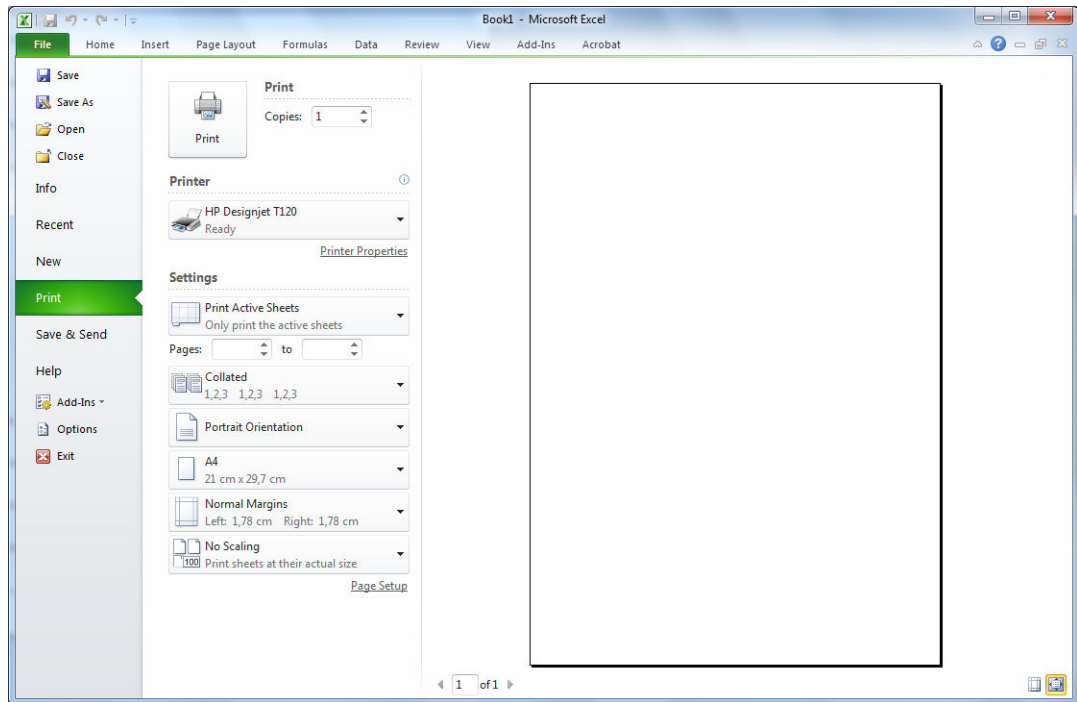 Book1 - Microsoft Excel
File Home Insert Page Layout Formulas Data Review View Add-Ins Acrobat
Save
Save As
Open
Close
Info
Recent
New
Print
Save & Send
Help
Add-Ins
Options
Exit
Print
Print
Copies: 1
Printer
HP Designjet T120
Ready
Printer Properties
Settings
Print Active Sheets
Only print the active sheets
Pages: to
Collated
1,2,3 1,2,3 1,2,3
Portrait Orientation
A4
21 cm x 29,7 cm
Normal Margins
Left: 1,78 cm Right: 1,78 cm
No Scaling
100 Print sheets at their actual size
Page Setup
1 of 1